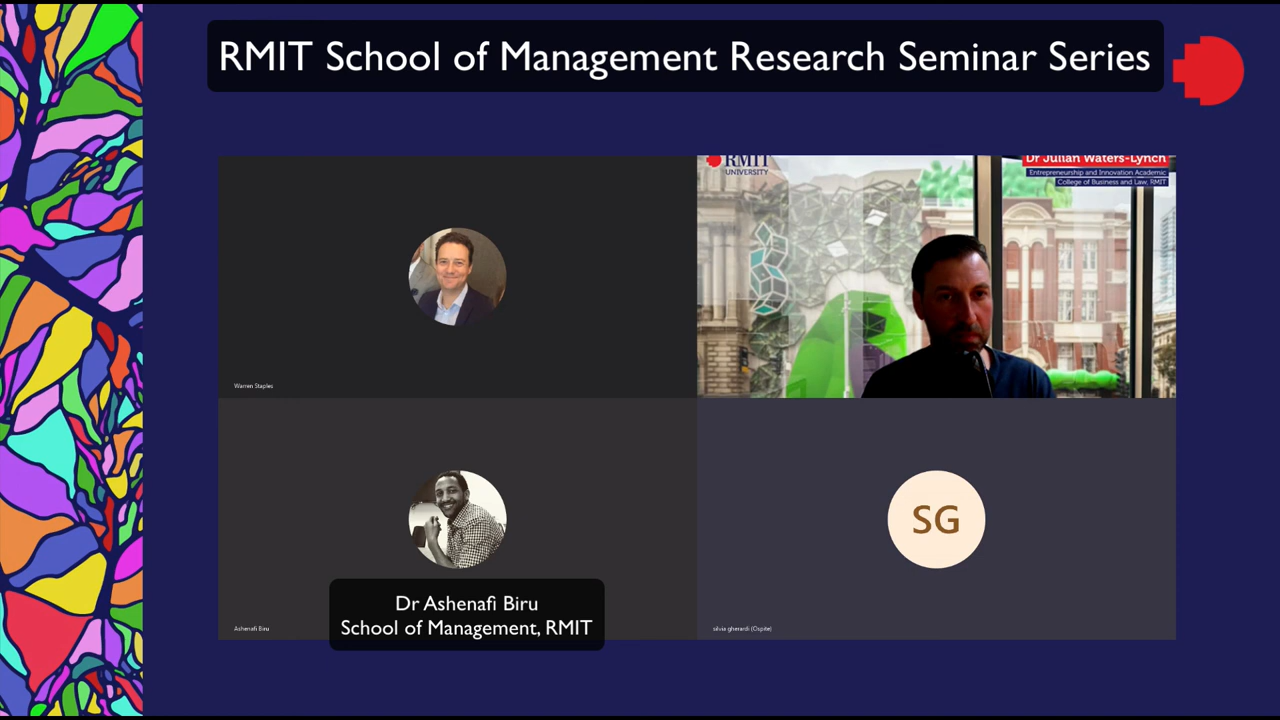 RMIT School of Management Research Seminar Series
RMIT
UNIVERSITY
Dr Julian Waters-Lynch
Entrepreneurship and Innovation Academic
College of Business and Law, RMIT
Warren Staples
SG
Dr Ashenafi Biru
School of Management, RMIT
Ashenafi Biru
silvia gherardi (Ospite)